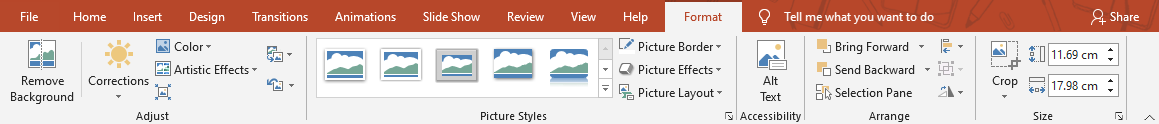 File Home Insert Design Transitions Animations Slide Show Review View Help Format Tell me what you want to do Share
Remove Background
Corrections
Color
Artistic Effects
Adjust
Picture Styles
Picture Border
Picture Effects
Picture Layout
Alt Text
Accessibility
Bring Forward
Send Backward
Selection Pane
Arrange
Crop
11.69 cm
17.98 cm
Size